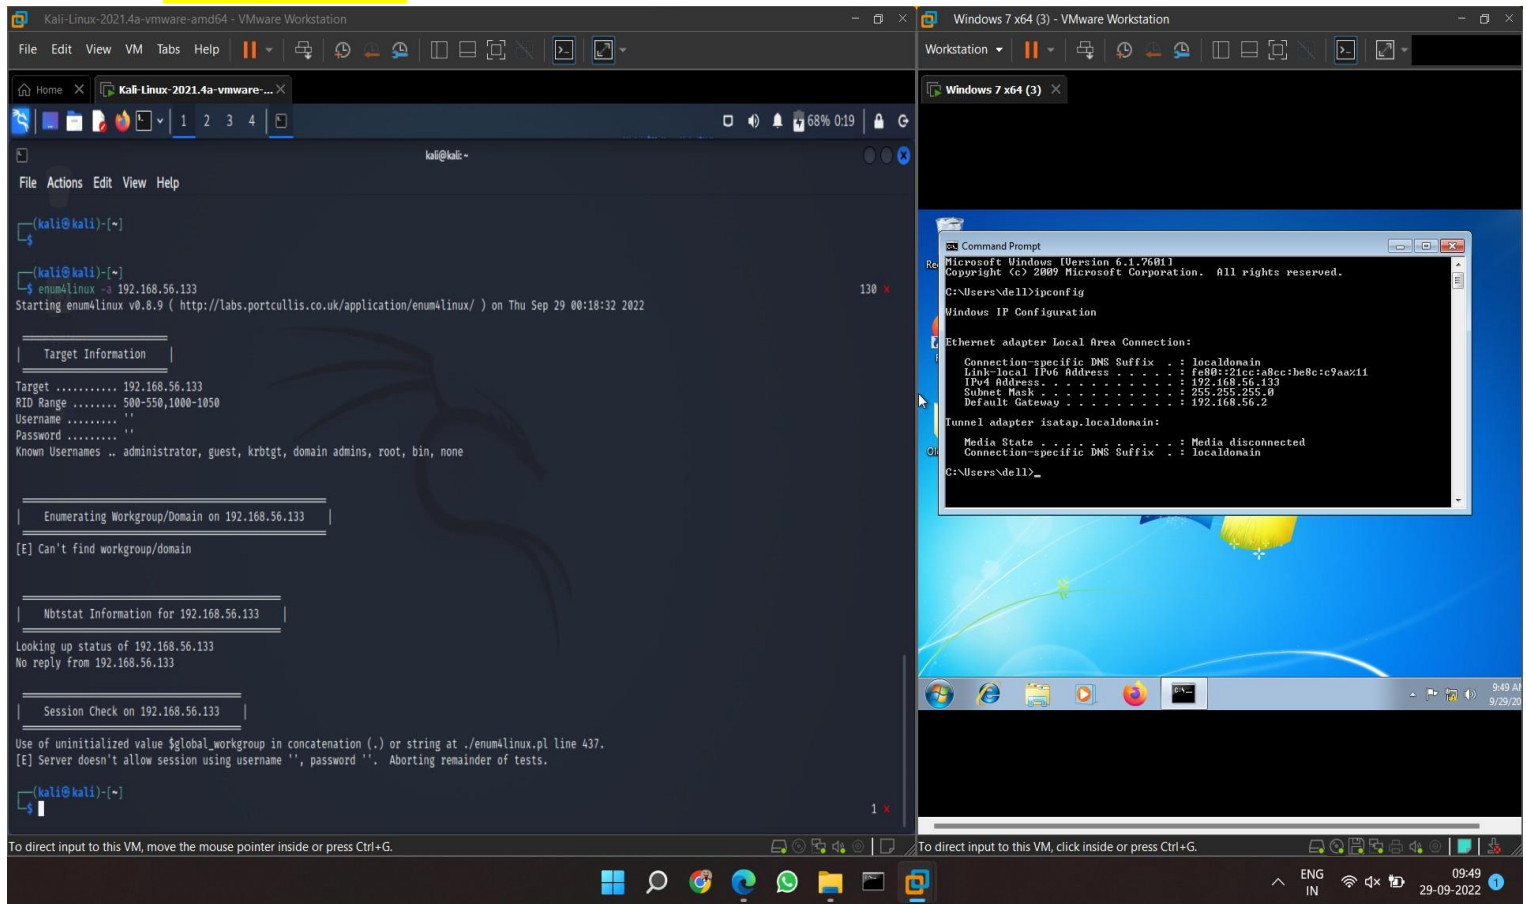 Kali-Linux-2021.4a-vmware-amd64 - VMware Workstation
File Edit View VM Tabs Help
Home
Kali-Linux-2021.4a-vmware-...
1 2 3 4
68% 0:19
kali@kali: ~
File Actions Edit View Help
(kali㉿kali)-[~]
$
(kali㉿kali)-[~]
$ enum4linux -a 192.168.56.133
130
Starting enum4linux v0.8.9 ( http://labs.portcullis.co.uk/application/enum4linux/ ) on Thu Sep 29 00:18:32 2022
| Target Information |
Target ........... 192.168.56.133
RID Range ........ 500-550,1000-1050
Username ......... ''
Password ......... ''
Known Usernames .. administrator, guest, krbtgt, domain admins, root, bin, none
| Enumerating Workgroup/Domain on 192.168.56.133 |
[E] Can't find workgroup/domain
| Nbtstat Information for 192.168.56.133 |
Looking up status of 192.168.56.133
No reply from 192.168.56.133
| Session Check on 192.168.56.133 |
Use of uninitialized value $global_workgroup in concatenation (.) or string at ./enum4linux.pl line 437.
[E] Server doesn't allow session using username '', password ''. Aborting remainder of tests.
(kali㉿kali)-[~]
$
1
To direct input to this VM, move the mouse pointer inside or press Ctrl+G.
Windows 7 x64 (3) - VMware Workstation
Workstation
Windows 7 x64 (3)
Command Prompt
Microsoft Windows [Version 6.1.7601]
Copyright (c) 2009 Microsoft Corporation. All rights reserved.
C:\Users\dell>ipconfig
Windows IP Configuration
Ethernet adapter Local Area Connection:
Connection-specific DNS Suffix . : localdomain
Link-local IPv6 Address . . . . . : fe80::21cc:a8cc:be8c:c9aa%11
IPv4 Address. . . . . . . . . . . : 192.168.56.133
Subnet Mask . . . . . . . . . . . : 255.255.255.0
Default Gateway . . . . . . . . . : 192.168.56.2
Tunnel adapter isatap.localdomain:
Media State . . . . . . . . . . . : Media disconnected
Connection-specific DNS Suffix . : localdomain
C:\Users\dell>_
9:49 A
9/29/20
To direct input to this VM, click inside or press Ctrl+G.
ENG
IN
09:49
29-09-2022
1